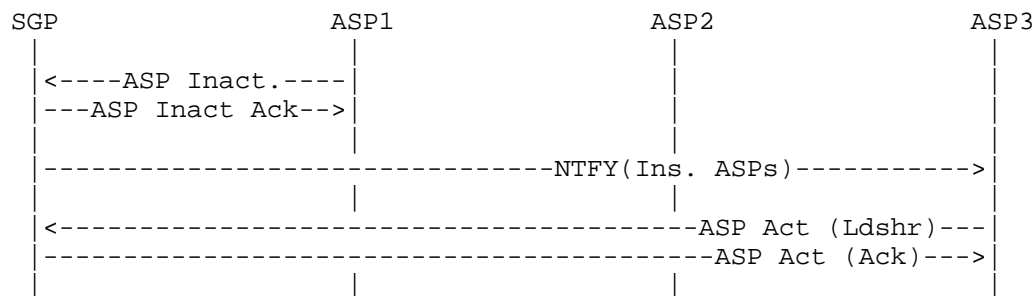 SGP ASP1 ASP2 ASP3
<----ASP Inact.----
---ASP Inact Ack-->
--------------------------------NTFY(Ins. ASPs)----------->
<----------------------------------------ASP Act (Ldshr)---
------------------------------------------ASP Act (Ack)--->